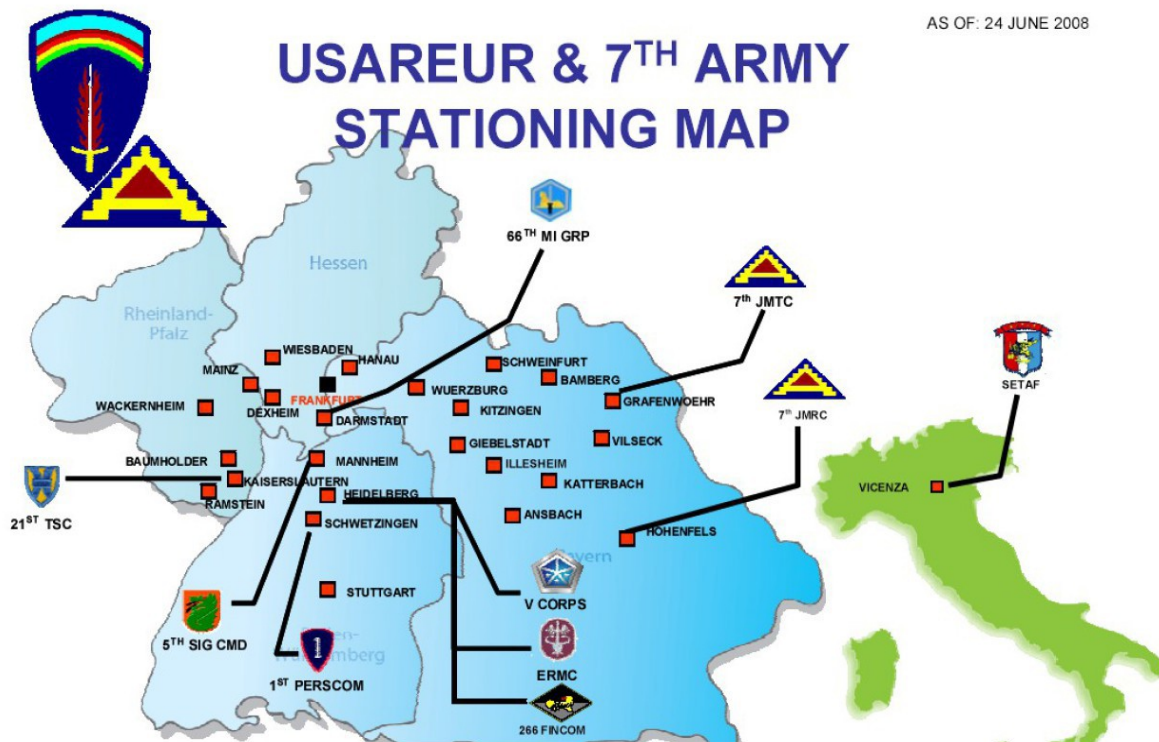 AS OF: 24 JUNE 2008
USAREUR & 7TH ARMY
STATIONING MAP
66TH MI GRP
Hessen
7th JMTC
Rheinland-
Pfalz
WIESBADEN
HANAU
SCHWEINFURT
SETAF
MAINZ
BAMBERG
WUERZBURG
FRANKFURT
GRAFENWOEHR
7th JMRC
WACKERNHEIM
DEXHEIM
KITZINGEN
DARMSTADT
GIEBELSTADT
VILSECK
BAUMHOLDER
MANNHEIM
ILLESHEIM
KAISERSLAUTERN
KATTERBACH
VICENZA
HEIDELBERG
RAMSTEIN
21ST TSC
SCHWETZINGEN
ANSBACH
HOHENFELS
STUTTGART
V CORPS
5TH SIG CMD
ERMC
1ST PERSCOM
266 FINCOM